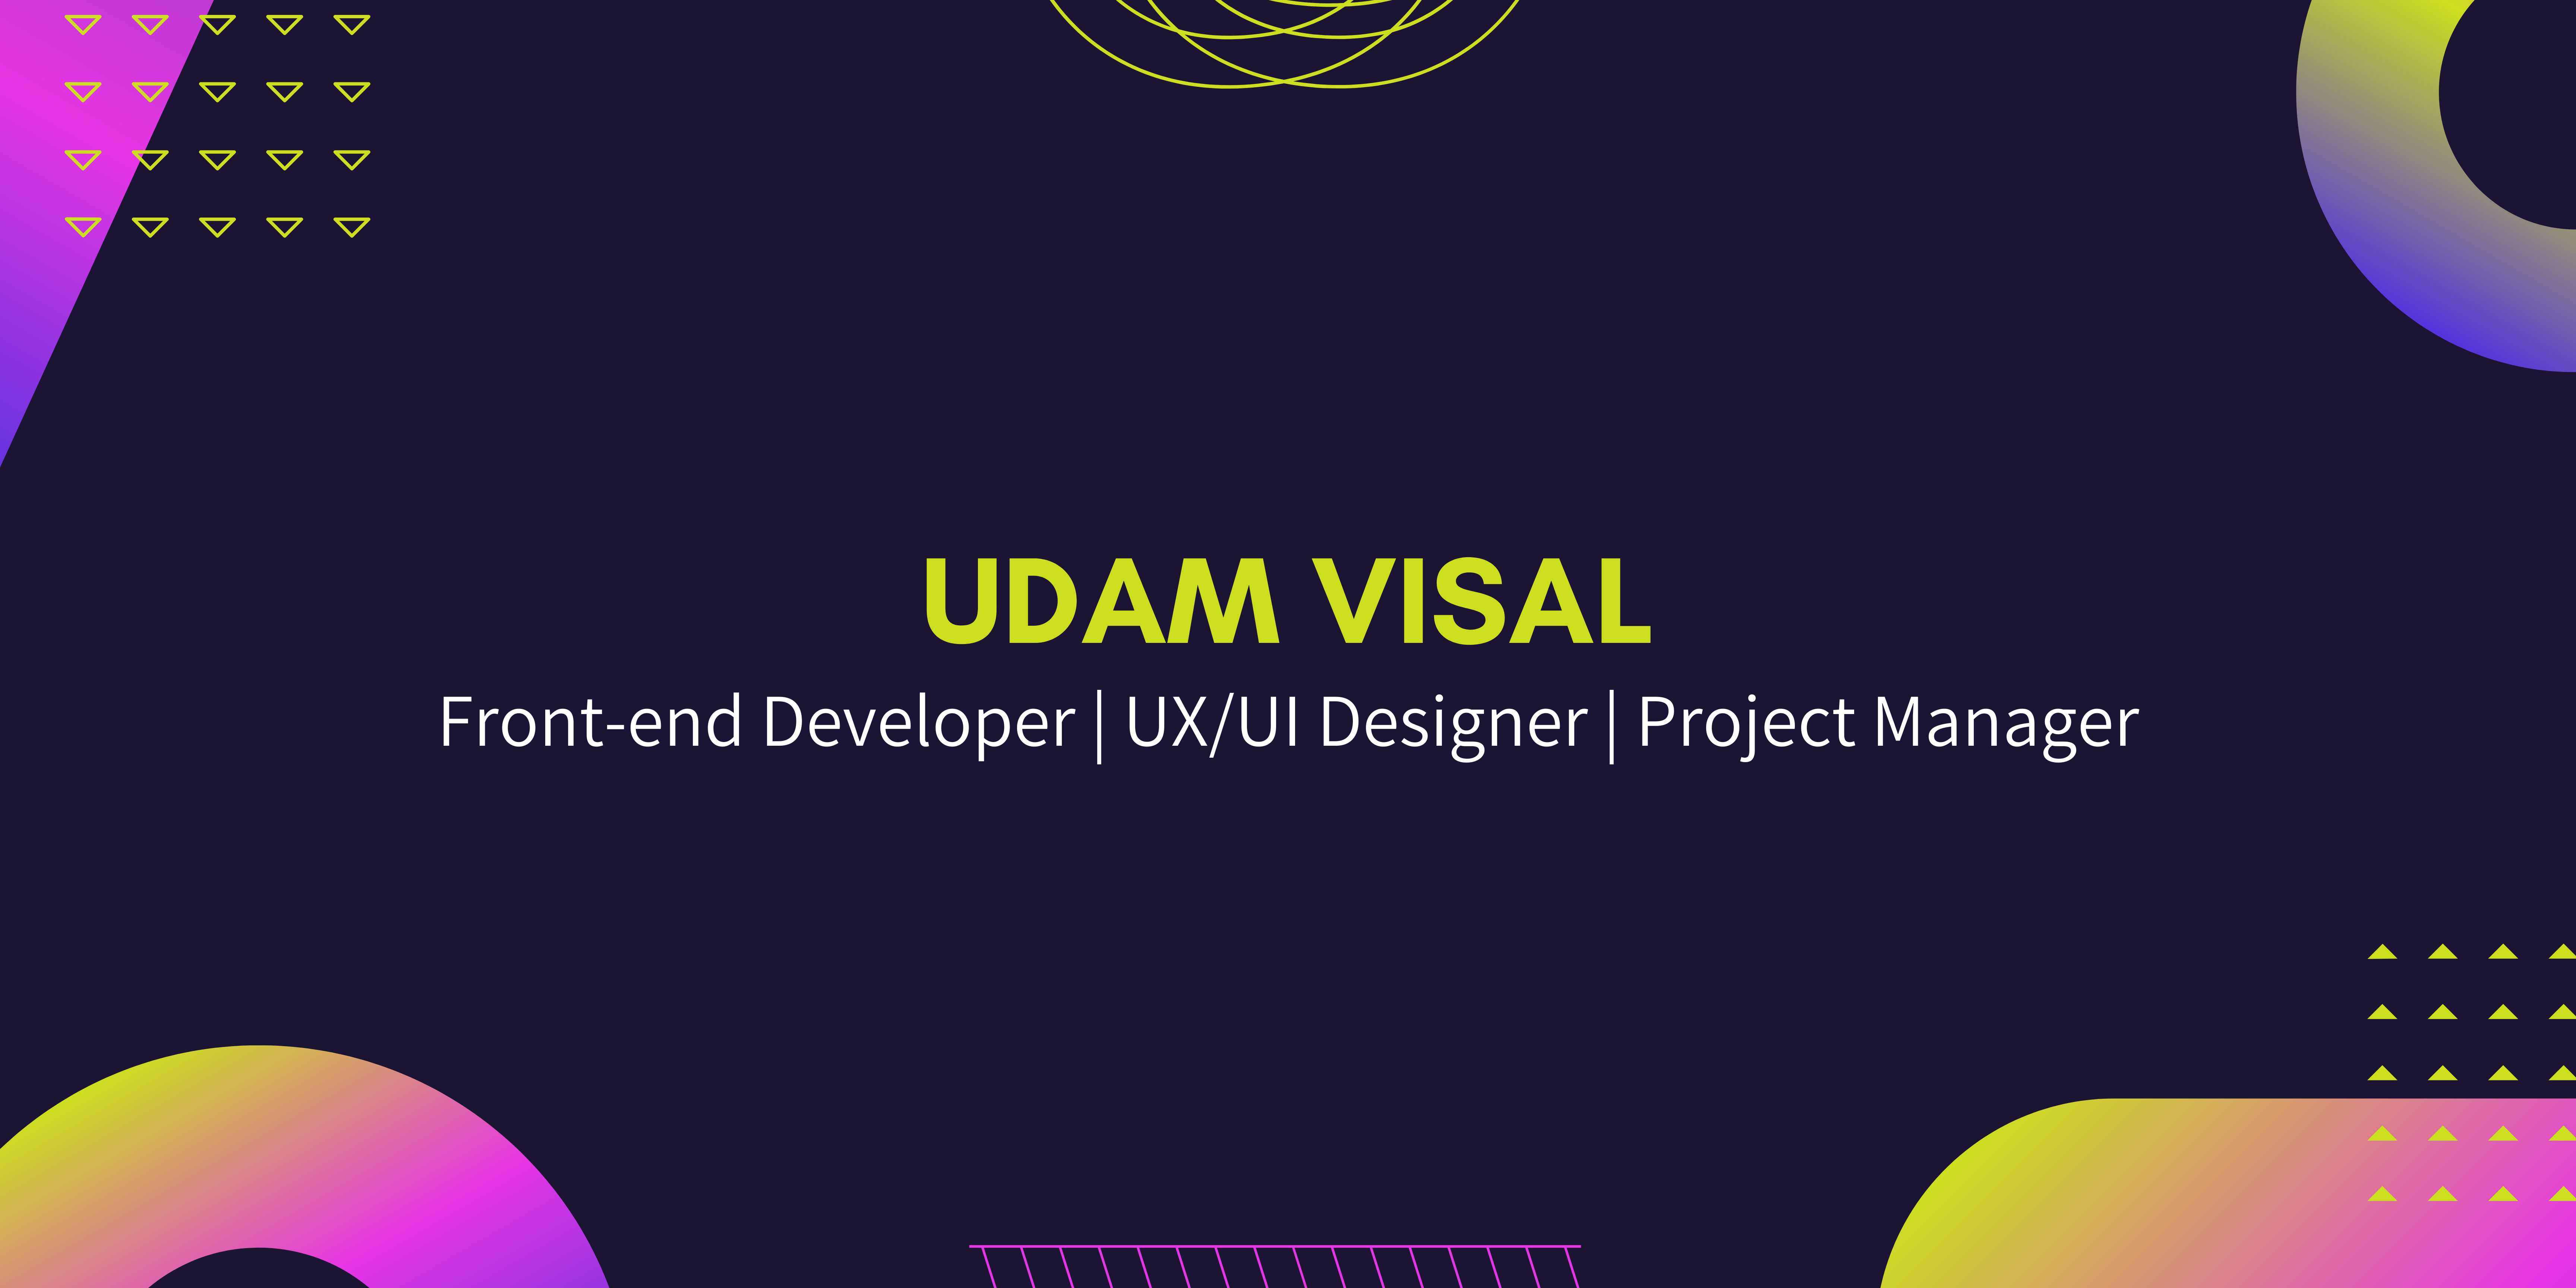 UDAM VISAL
Front-end Developer | UX/UI Designer | Project Manager